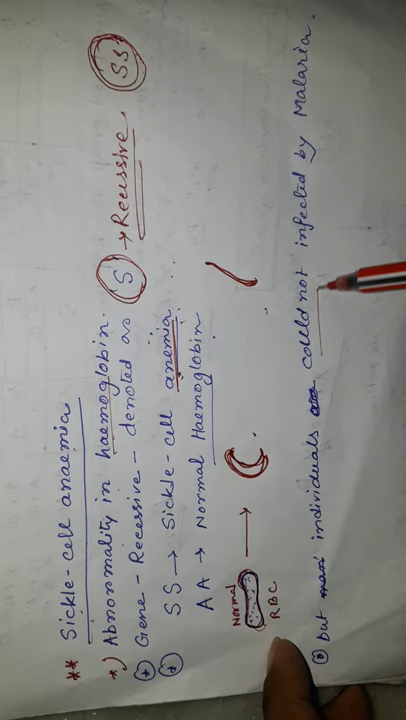 ** Sickle-cell anaemia
*) Abnormality in haemoglobin.
* Gene - Recessive - denoted as S → Recussive. SS
* SS → Sickle-cell anemia
AA → Normal Haemoglobin
Normal
RBC
but individuals could not infected by Malaria.